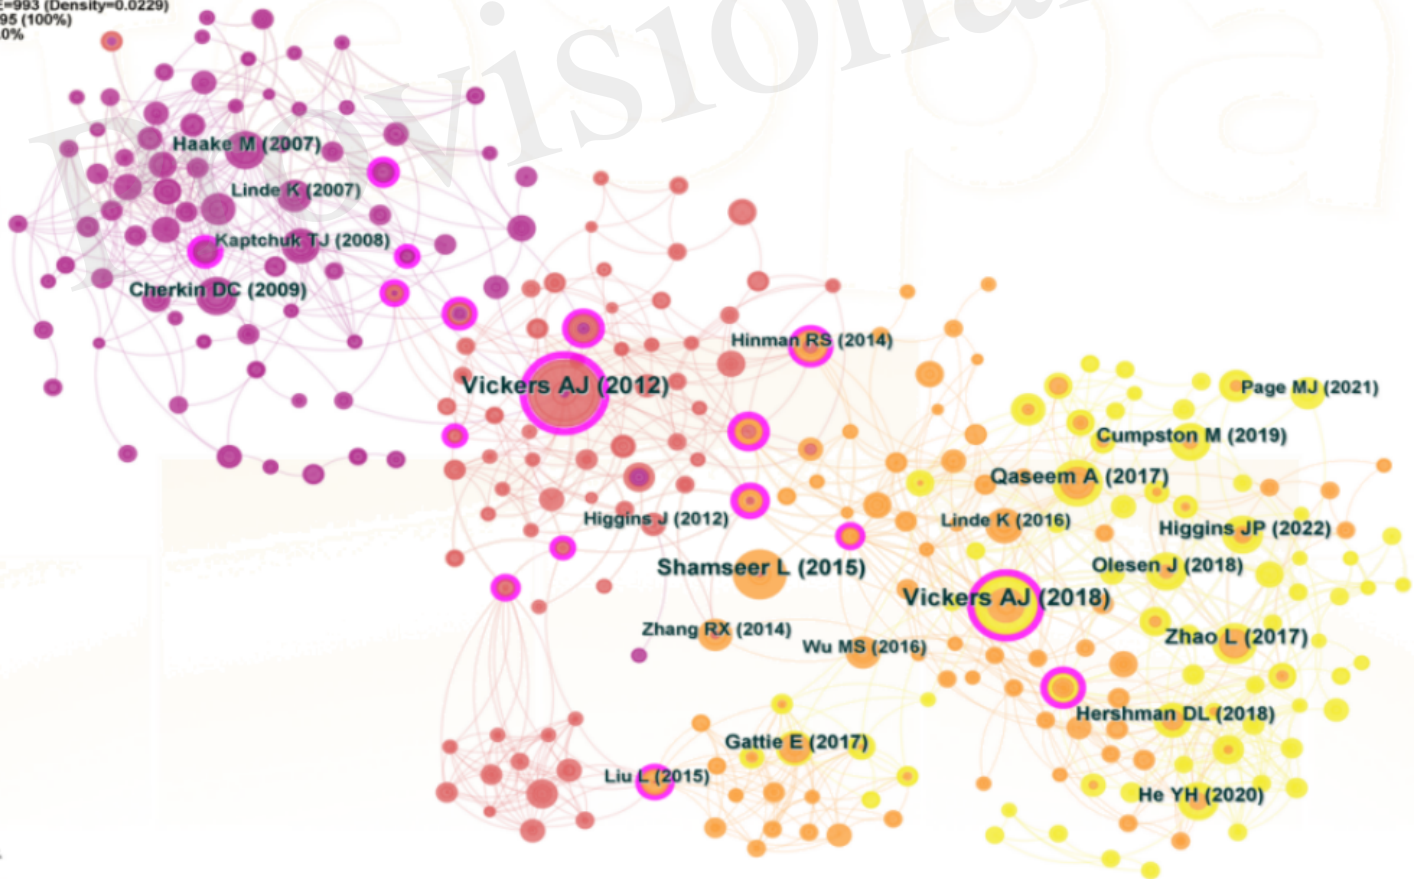 E=993 (Density=0.0229)
95 (100%)
.0%
Haake M (2007)
Linde K (2007)
Kaptchuk TJ (2008)
Cherkin DC (2009)
Hinman RS (2014)
Vickers AJ (2012)
Page MJ (2021)
Cumpston M (2019)
Qaseem A (2017)
Higgins J (2012)
Linde K (2016)
Higgins JP (2022)
Shamseer L (2015)
Olesen J (2018)
Vickers AJ (2018)
Zhang RX (2014)
Wu MS (2016)
Zhao L (2017)
Hershman DL (2018)
Gattie E (2017)
Liu L (2015)
He YH (2020)